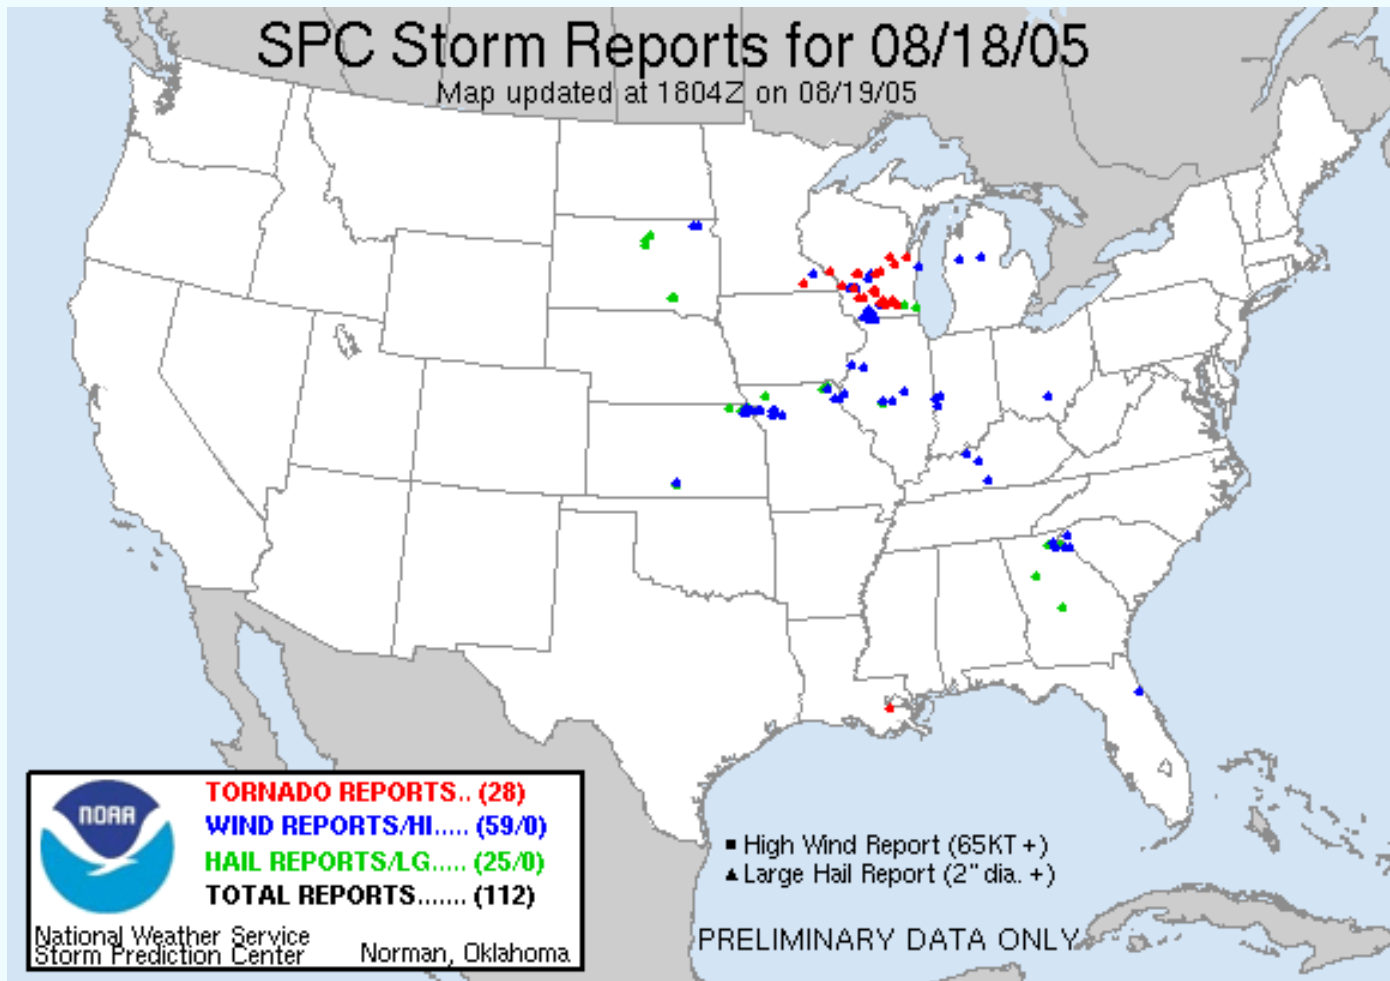 SPC Storm Reports for 08/18/05
Map updated at 1804Z on 08/19/05
NOAA
TORNADO REPORTS.. (28)
WIND REPORTS/HI..... (59/0)
HAIL REPORTS/LG..... (25/0)
TOTAL REPORTS....... (112)
National Weather Service
Storm Prediction Center
Norman, Oklahoma
High Wind Report (65KT +)
Large Hail Report (2" dia. +)
PRELIMINARY DATA ONLY